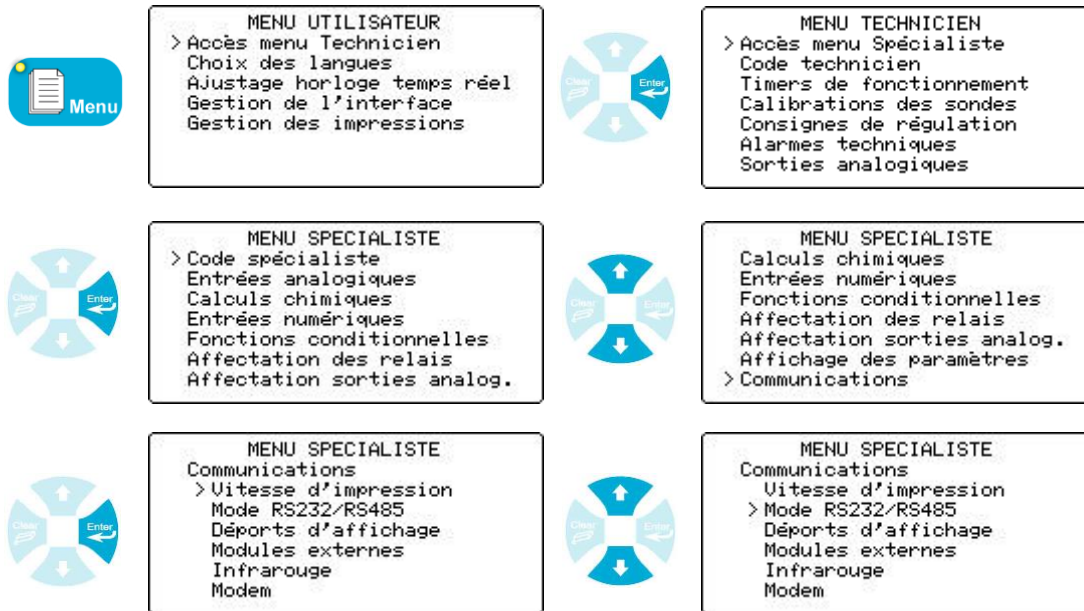 Menu
MENU UTILISATEUR
>Accès menu Technicien
Choix des langues
Ajustage horloge temps réel
Gestion de l'interface
Gestion des impressions
Clear
Enter
MENU TECHNICIEN
>Accès menu Spécialiste
Code technicien
Timers de fonctionnement
Calibrations des sondes
Consignes de régulation
Alarmes techniques
Sorties analogiques
Clear
Enter
MENU SPECIALISTE
>Code spécialiste
Entrées analogiques
Calculs chimiques
Entrées numériques
Fonctions conditionnelles
Affectation des relais
Affectation sorties analog.
Clear
Enter
MENU SPECIALISTE
Calculs chimiques
Entrées numériques
Fonctions conditionnelles
Affectation des relais
Affectation sorties analog.
Affichage des paramètres
>Communications
Clear
Enter
MENU SPECIALISTE
Communications
>Vitesse d'impression
Mode RS232/RS485
Déports d'affichage
Modules externes
Infrarouge
Modem
Clear
Enter
MENU SPECIALISTE
Communications
Vitesse d'impression
>Mode RS232/RS485
Déports d'affichage
Modules externes
Infrarouge
Modem